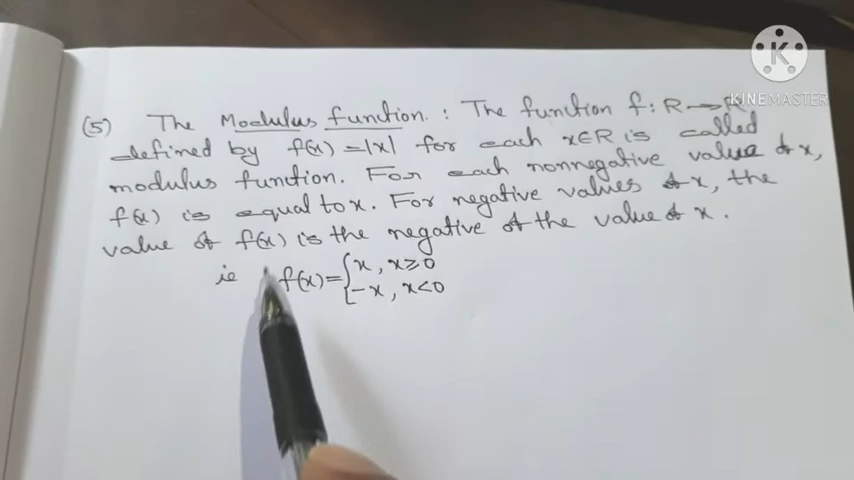 K
KINEMASTER
(5) The Modulus function : The function f: R→R
defined by f(x) = |x| for each x∈R is called
modulus function. For each nonnegative value of x,
f(x) is equal to x. For negative values of x, the
value of f(x) is the negative of the value of x.
ie f(x) = { x, x≥0
-x, x<0